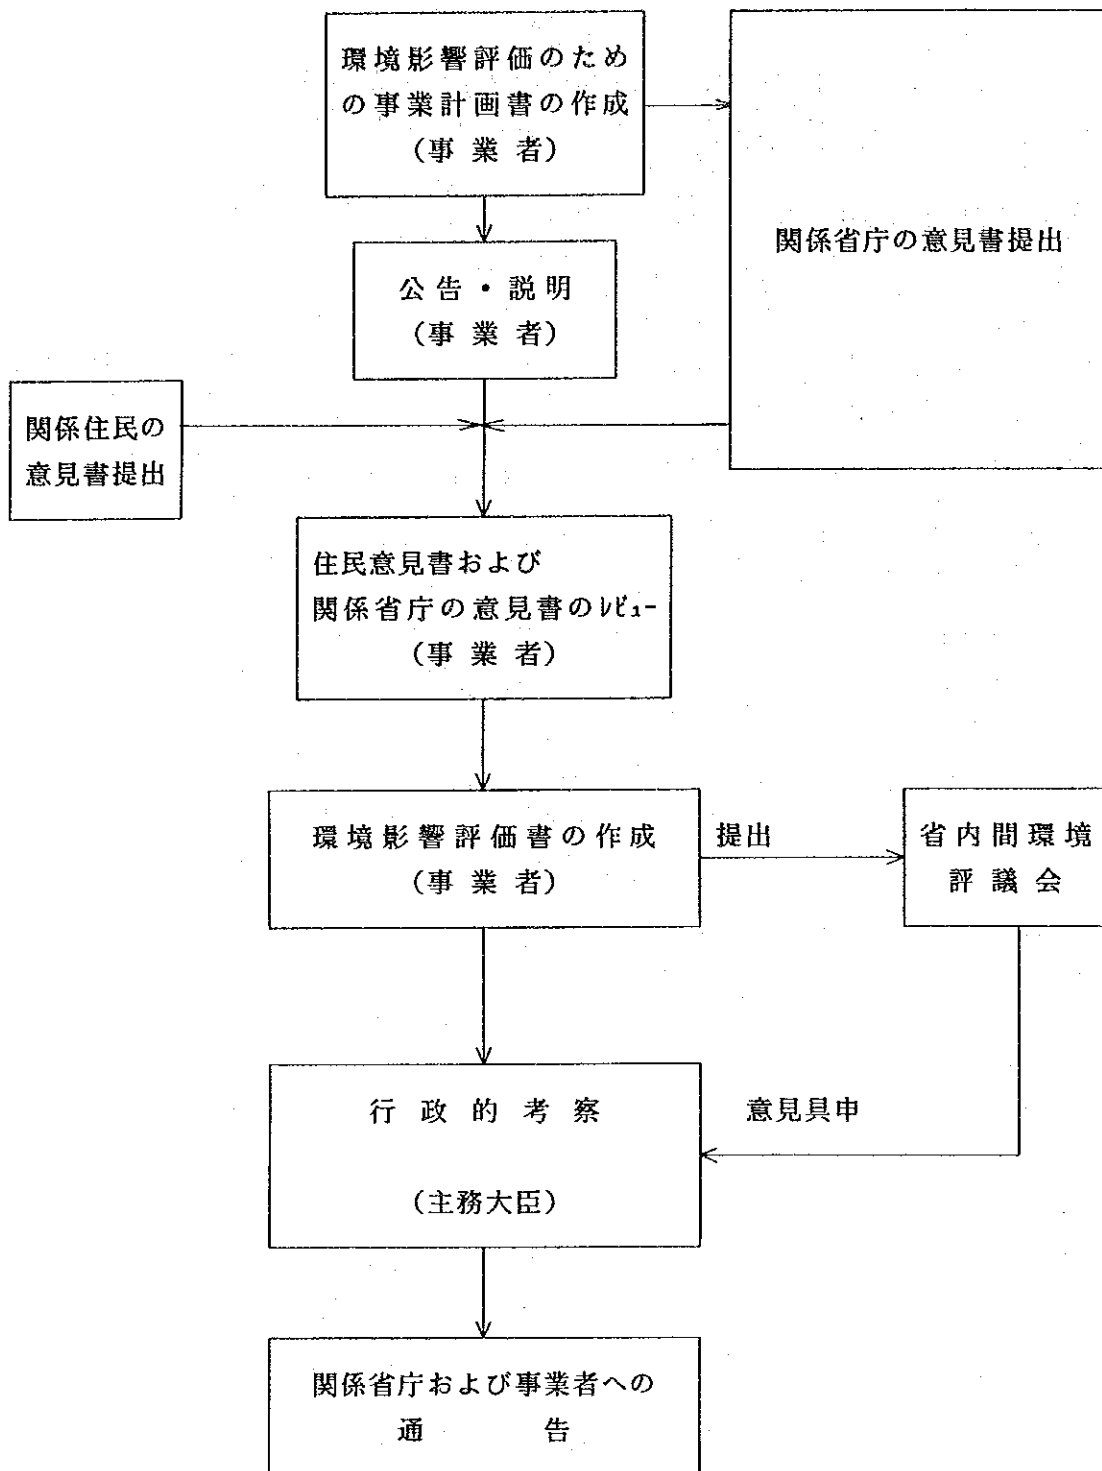 環境影響評価のため
の事業計画書の作成
（事業者）
関係省庁の意見書提出
公告・説明
（事業者）
関係住民の
意見書提出
住民意見書および
関係省庁の意見書のﾚﾋﾞｭｰ
（事業者）
環境影響評価書の作成
（事業者）
提出
省内間環境
評議会
行政的考察
（主務大臣）
意見具申
関係省庁および事業者への
通告